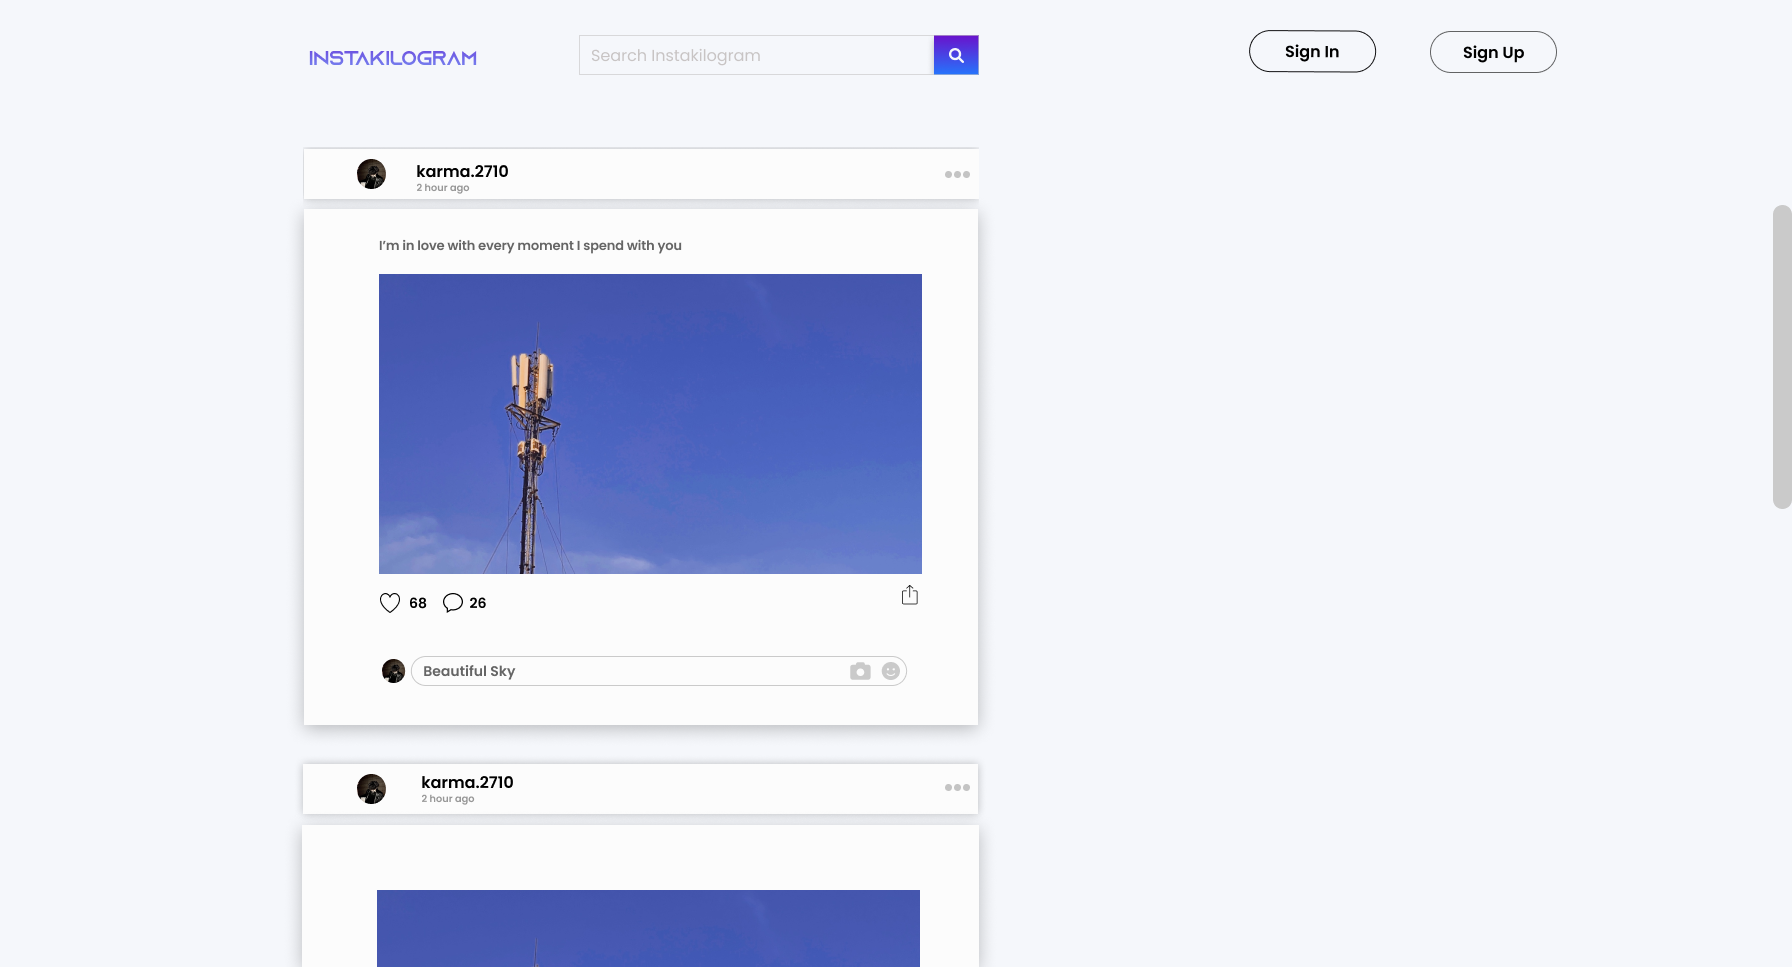 INSTAKILOGRAM
Search Instakilogram
Sign In
Sign Up
karma.2710
2 hour ago
I'm in love with every moment I spend with you
68
26
Beautiful Sky
karma.2710
2 hour ago